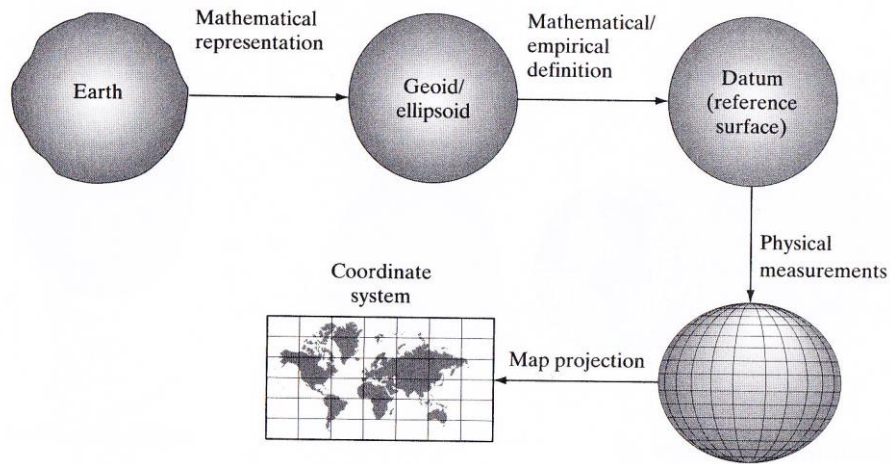 Mathematical
representation
Mathematical/
empirical
definition
Earth
Geoid/
ellipsoid
Datum
(reference
surface)
Physical
measurements
Coordinate
system
Map projection